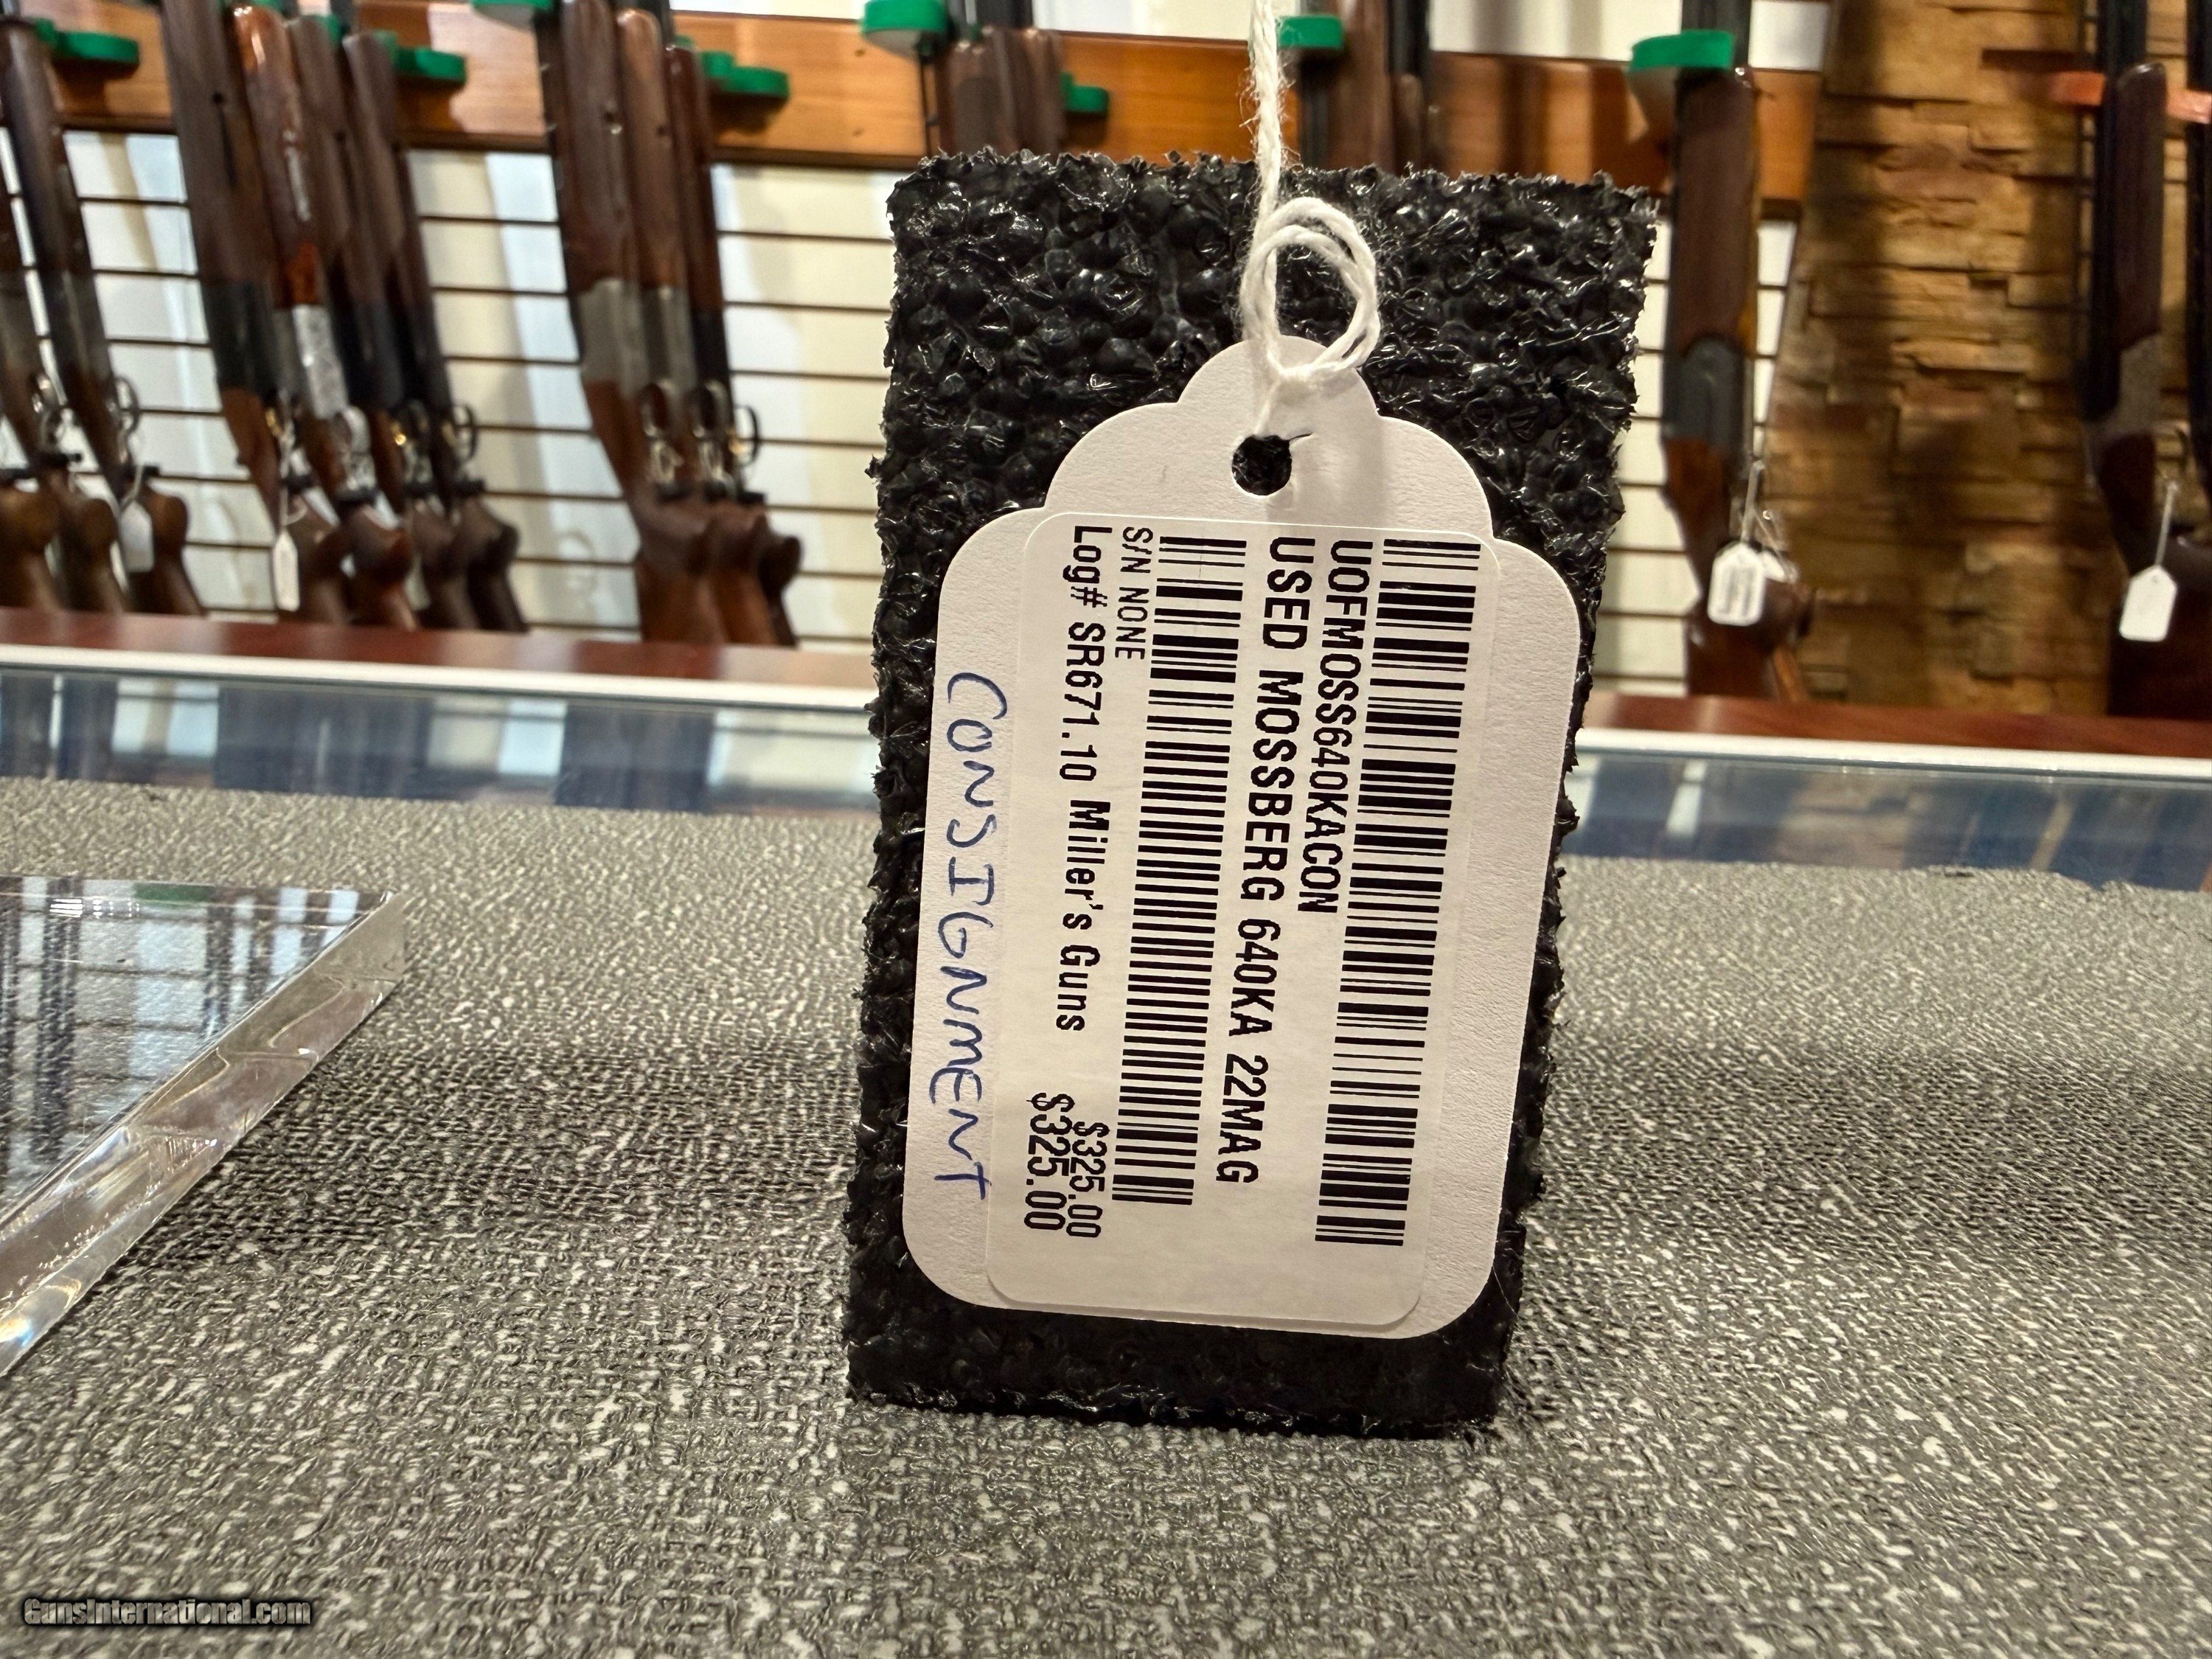 UOFMOSS640KACON
USED MOSSBERG 640KA 22MAG
S/N NONE
$325.00
Log# SR671.10 Miller's Guns
$325.00
CONSIGNMENT
GunsInternational.com